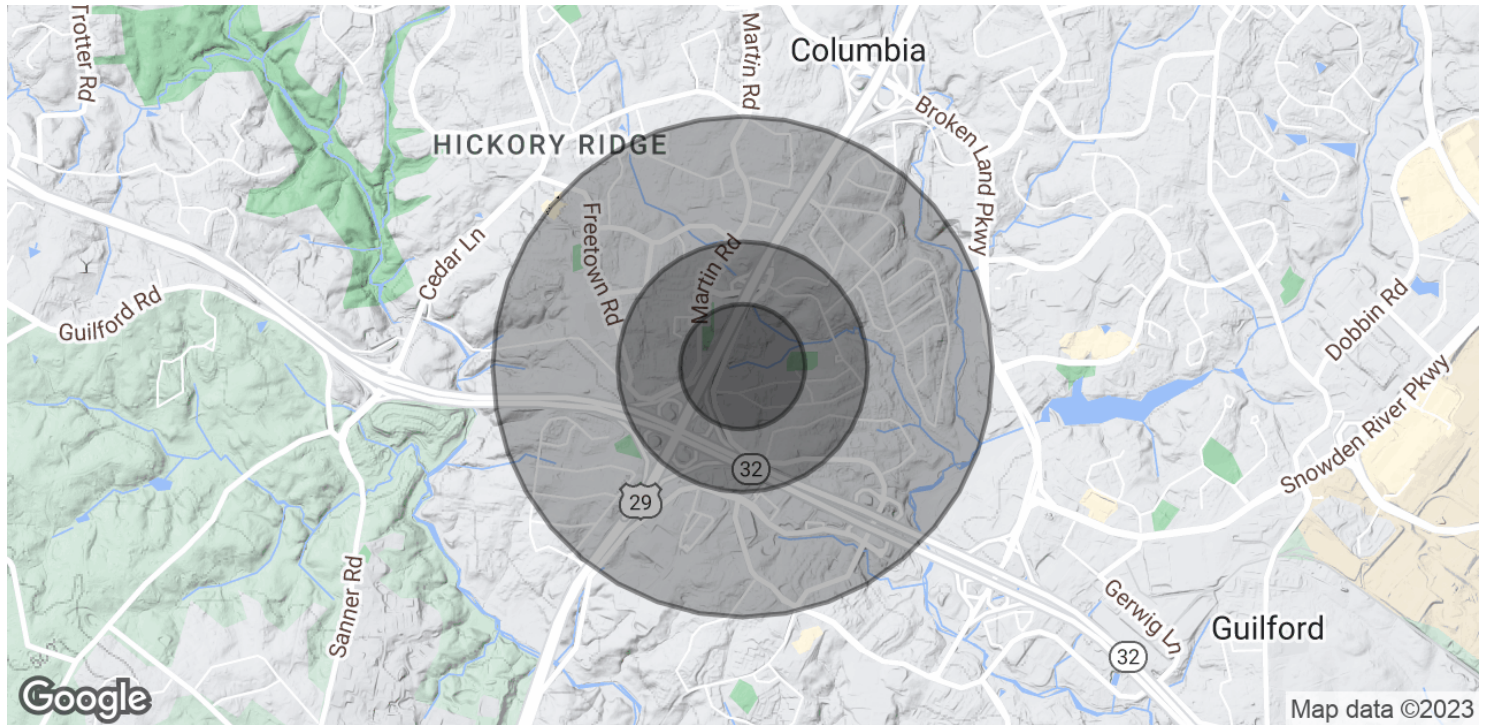 Trotter Rd
Martin Rd
Columbia
Broken Land Pkwy
HICKORY RIDGE
Freetown Rd
Martin Rd
Cedar Ln
Guilford Rd
Dobbin Rd
Snowden River Pkwy
32
29
Sanner Rd
Gerwig Ln
Guilford
32
Google
Map data ©2023